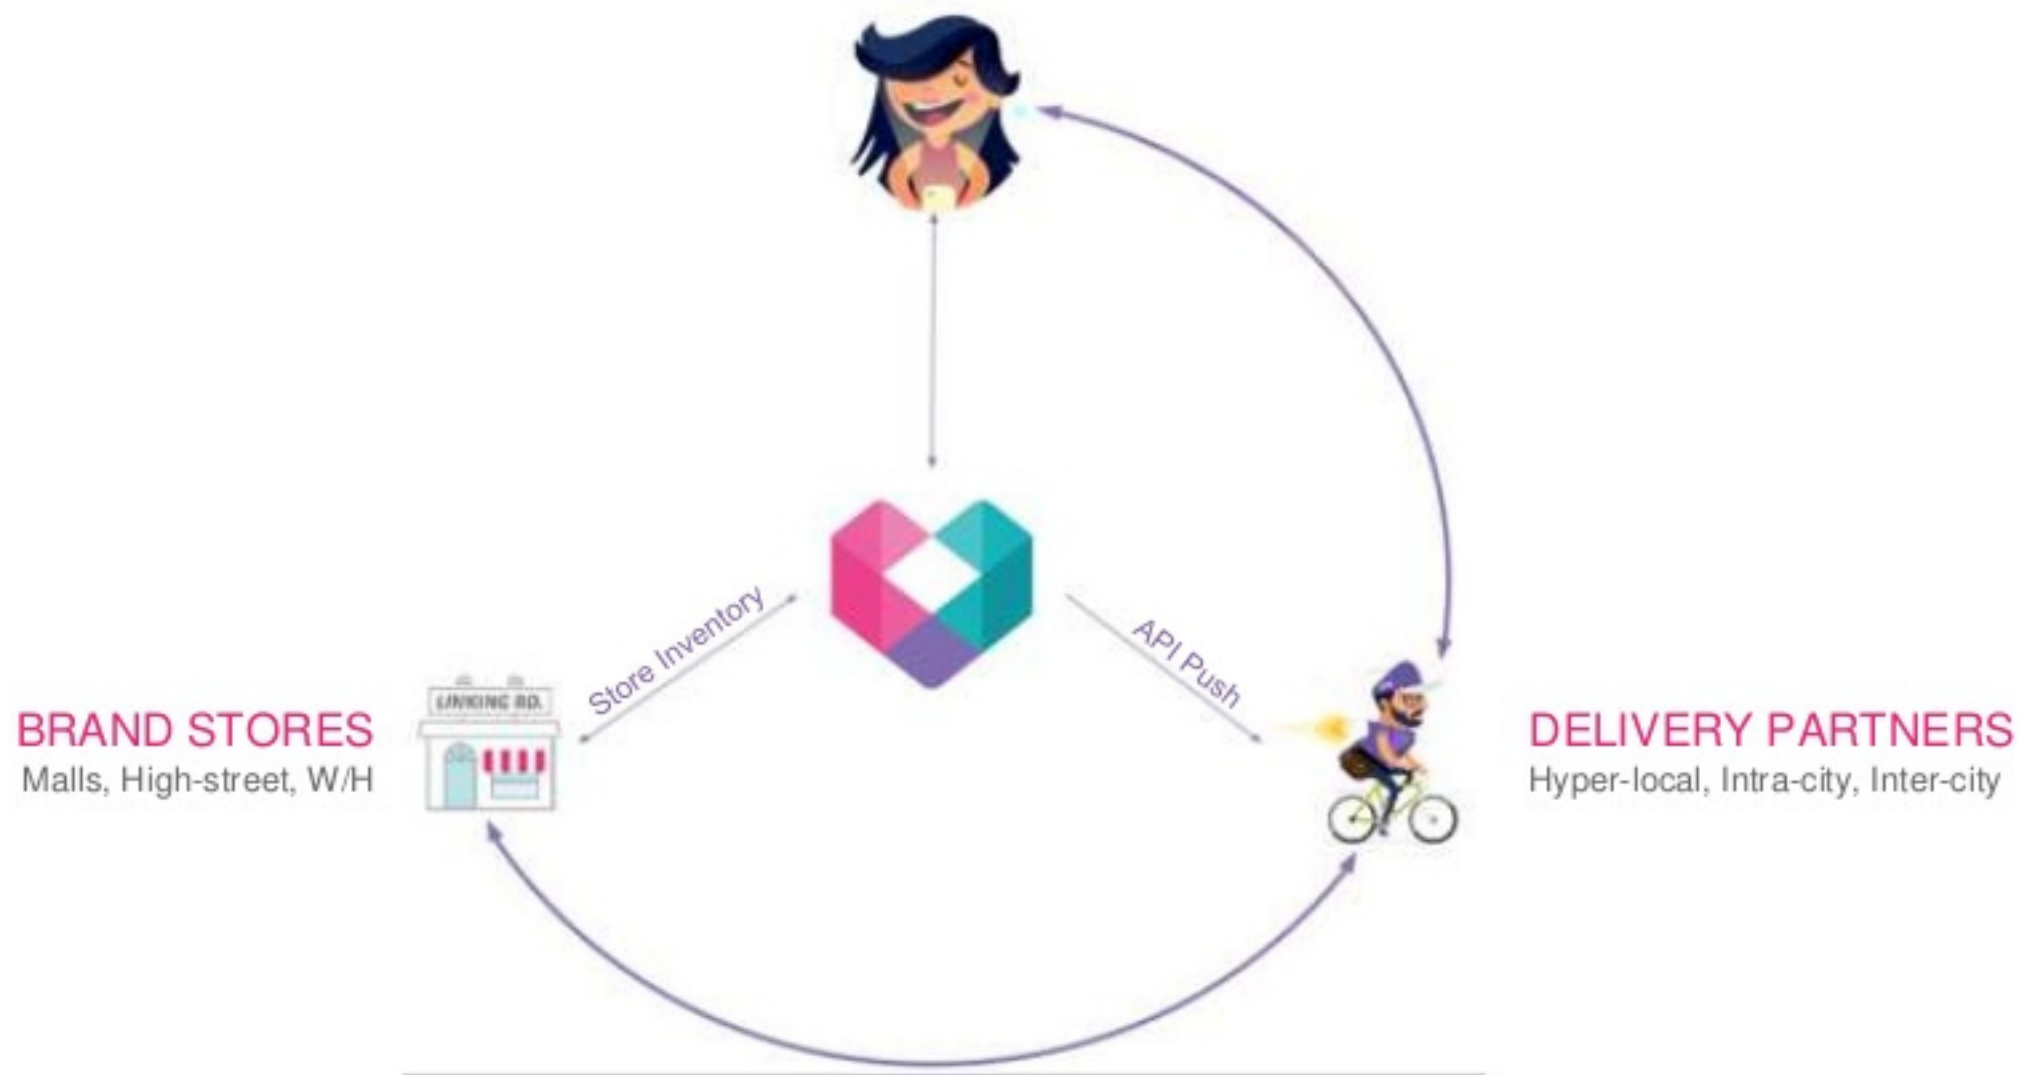 LINKING RD.
Store Inventory
API Push
BRAND STORES
Malls, High-street, W/H
DELIVERY PARTNERS
Hyper-local, Intra-city, Inter-city